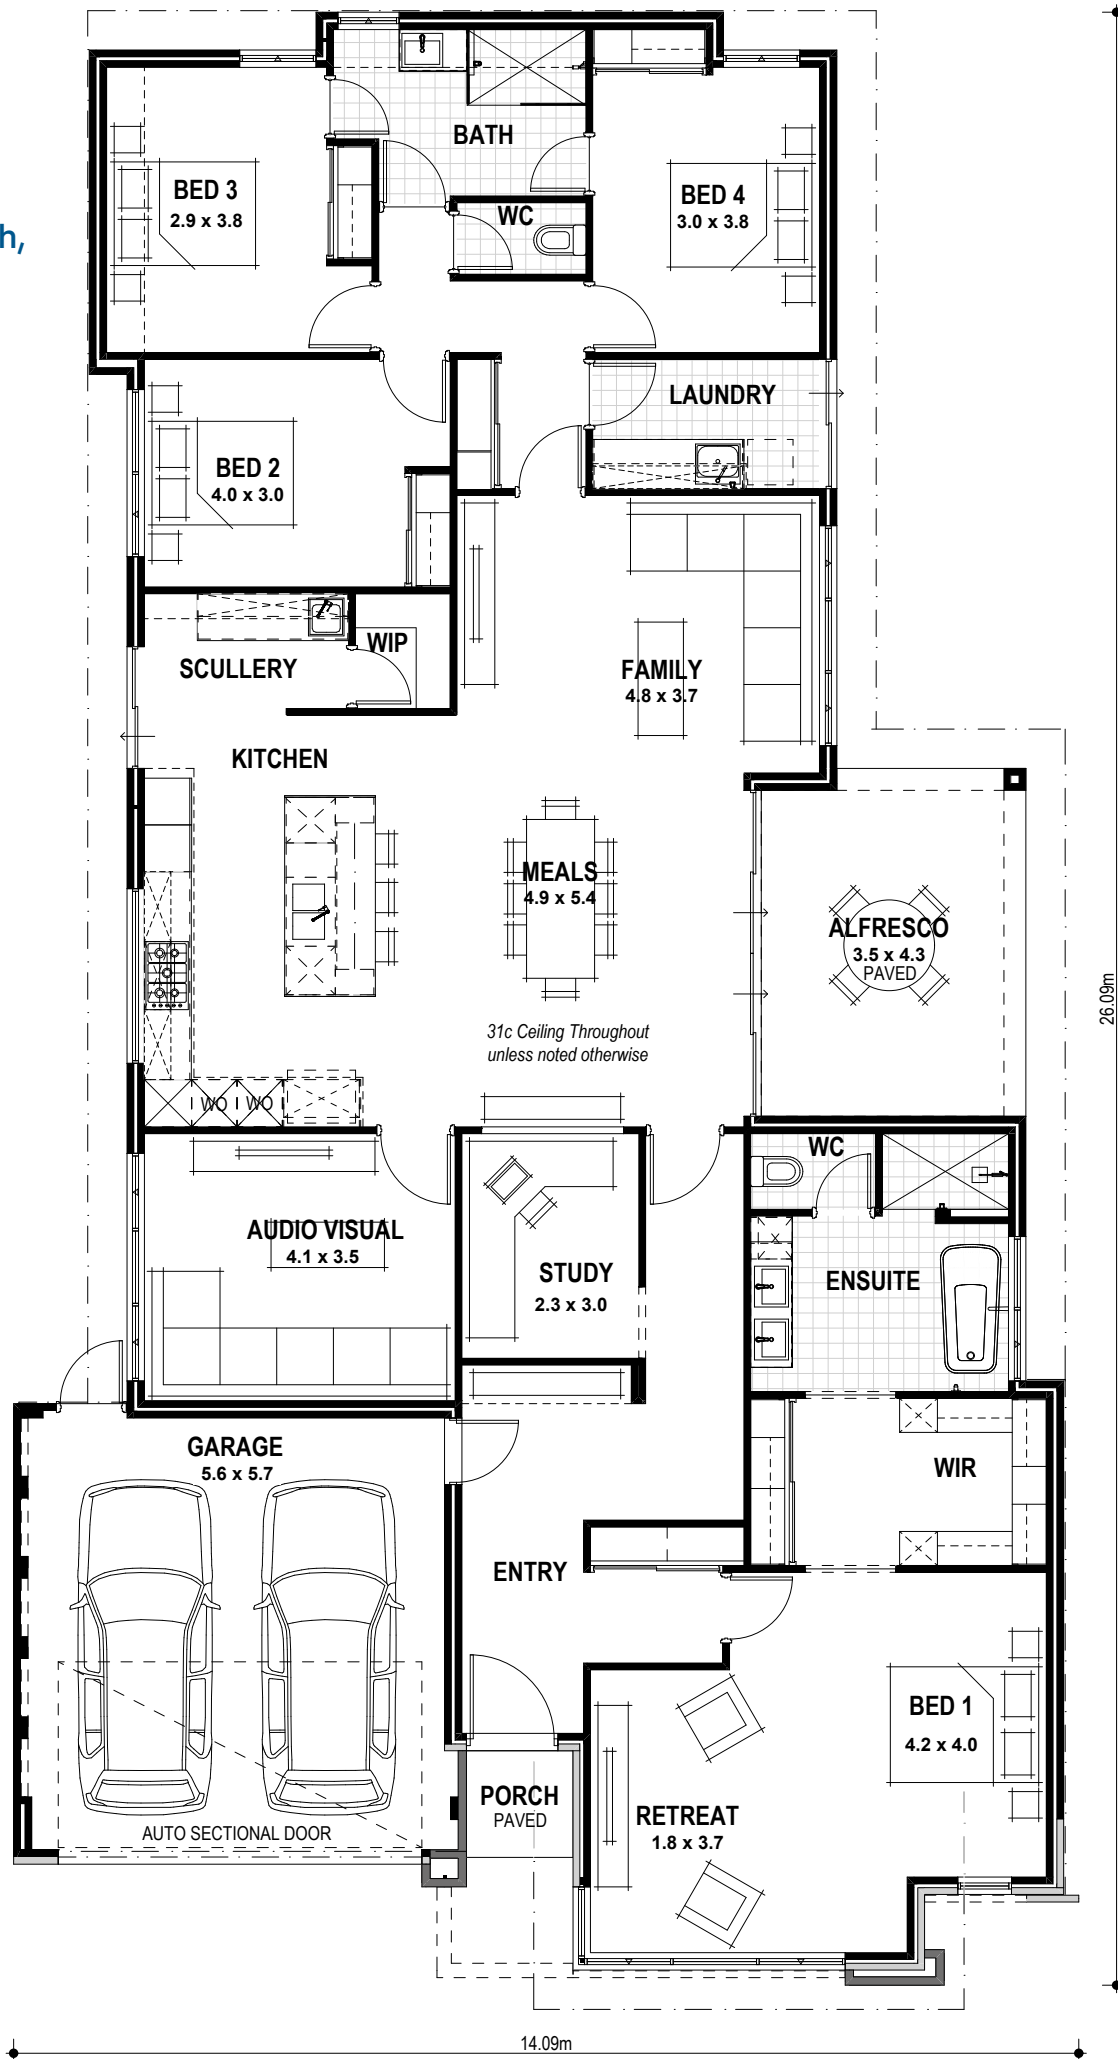 BATH
BED 3
2.9 x 3.8
BED 4
3.0 x 3.8
WC
h,
LAUNDRY
BED 2
4.0 x 3.0
WIP
SCULLERY
FAMILY
4.8 x 3.7
KITCHEN
MEALS
4.9 x 5.4
ALFRESCO
3.5 x 4.3
PAVED
26.09m
31c Ceiling Throughout
unless noted otherwise
WO WO
WC
AUDIO VISUAL
4.1 x 3.5
STUDY
2.3 x 3.0
ENSUITE
GARAGE
5.6 x 5.7
WIR
ENTRY
BED 1
4.2 x 4.0
PORCH
PAVED
RETREAT
1.8 x 3.7
AUTO SECTIONAL DOOR
14.09m